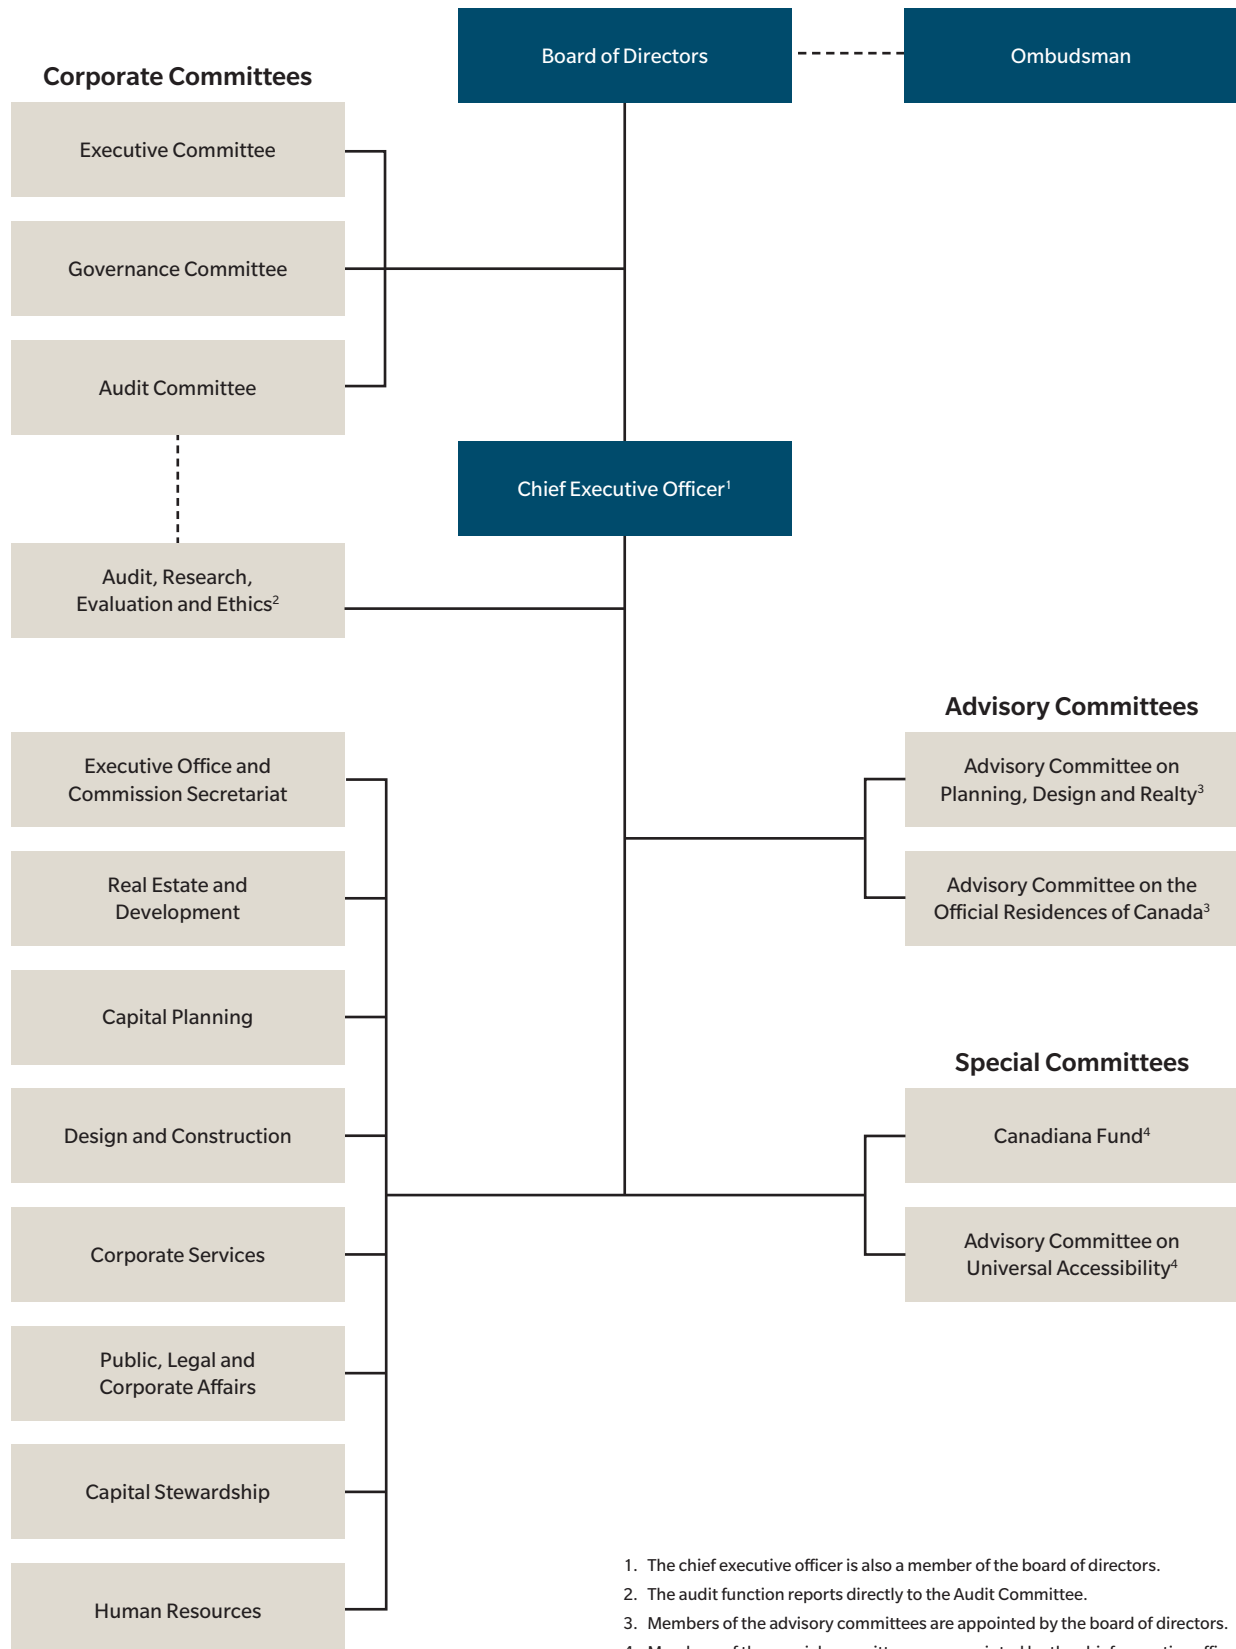 Board of Directors
Ombudsman
Corporate Committees
Executive Committee
Governance Committee
Audit Committee
Chief Executive Officer¹
Audit, Research,
Evaluation and Ethics²
Advisory Committees
Executive Office and
Commission Secretariat
Advisory Committee on
Planning, Design and Realty³
Real Estate and
Development
Advisory Committee on the
Official Residences of Canada³
Capital Planning
Special Committees
Design and Construction
Canadiana Fund⁴
Corporate Services
Advisory Committee on
Universal Accessibility⁴
Public, Legal and
Corporate Affairs
Capital Stewardship
Human Resources
1. The chief executive officer is also a member of the board of directors.
2. The audit function reports directly to the Audit Committee.
3. Members of the advisory committees are appointed by the board of directors.